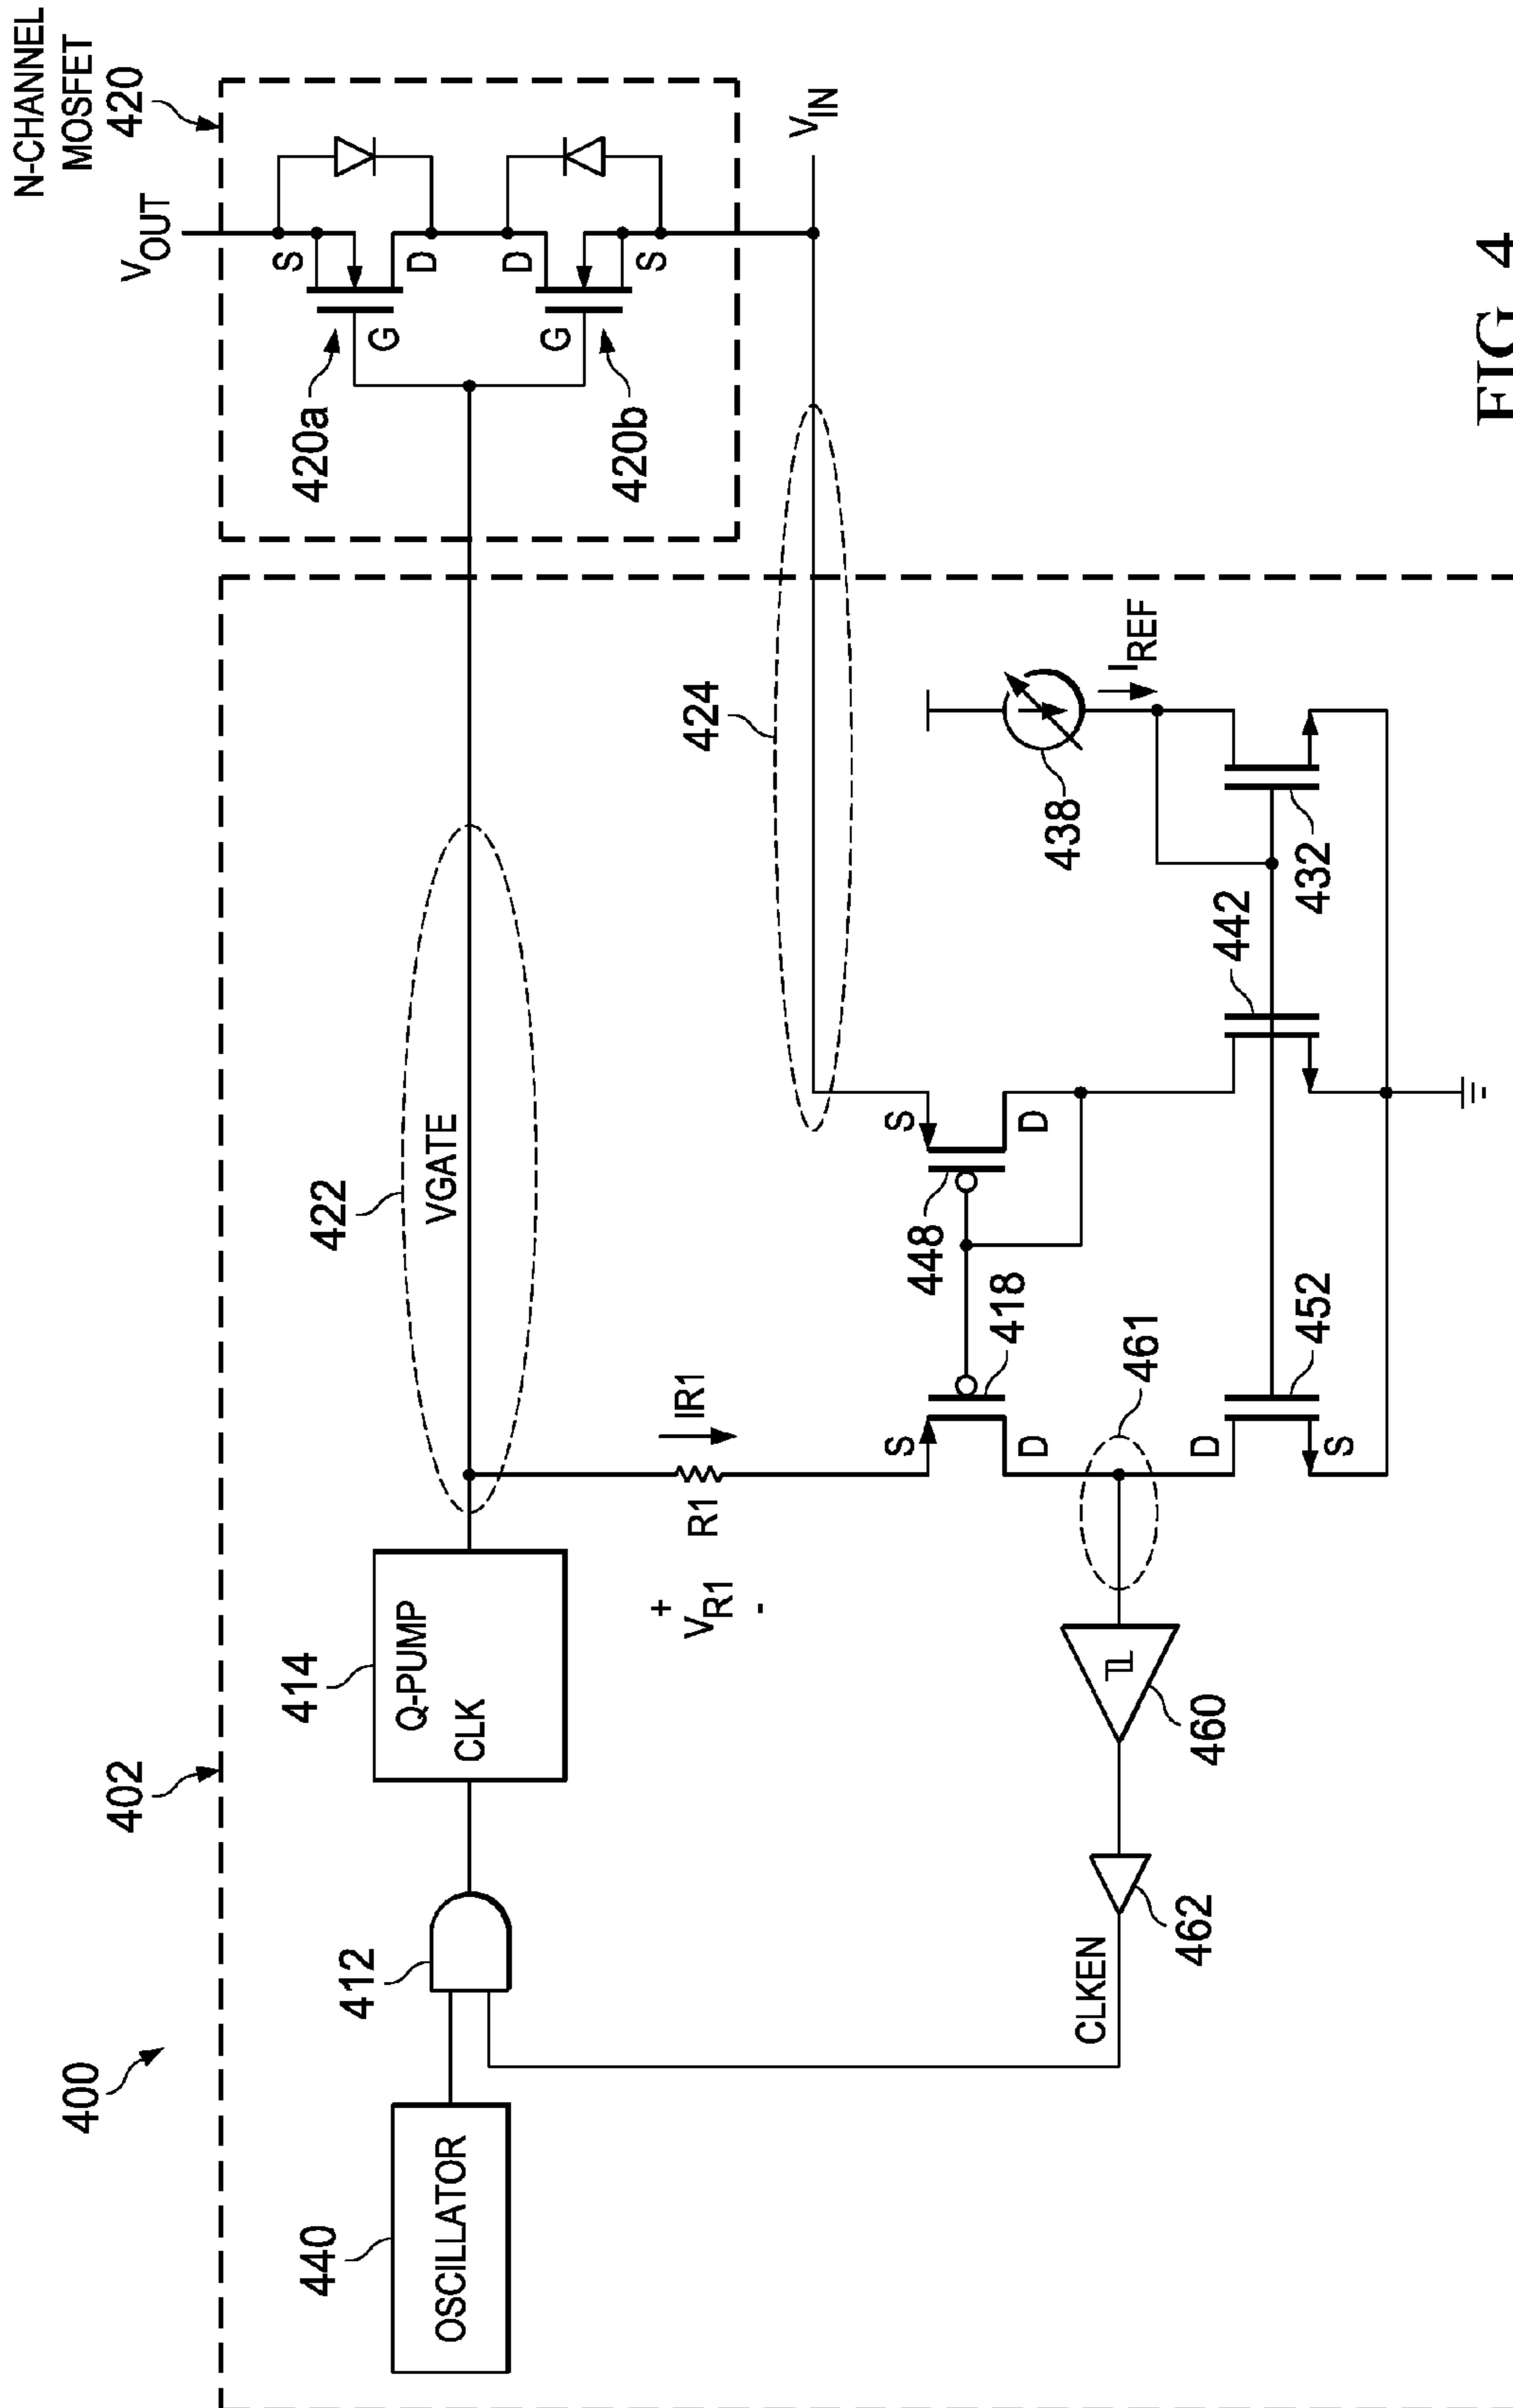 N-CHANNEL
MOSFET
420
VOUT
S
G
D
420a
D
G
S
420b
VIN
400
402
440
OSCILLATOR
412
414
Q-PUMP
CLK
422
VGATE
424
+
VR1
-
R1
IR1
S
D
418
S
D
448
438
IREF
461
462
460
CLKEN
D
S
452
442
432
FIG. 4